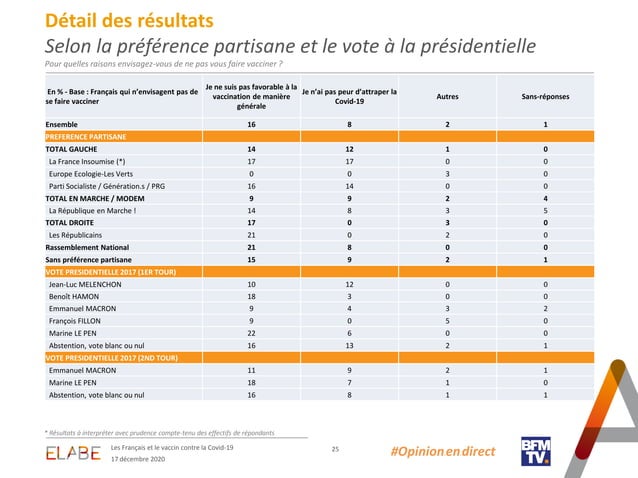 Détail des résultats
Selon la préférence partisane et le vote à la présidentielle
Pour quelles raisons envisagez-vous de ne pas vous faire vacciner ?
En % - Base : Français qui n’envisagent pas de se faire vacciner | Je ne suis pas favorable à la vaccination de manière générale | Je n’ai pas peur d’attraper la Covid-19 | Autres | Sans-réponses
Ensemble 16 8 2 1
PREFERENCE PARTISANE
TOTAL GAUCHE 14 12 1 0
La France Insoumise (*) 17 17 0 0
Europe Ecologie-Les Verts 0 0 3 0
Parti Socialiste / Génération.s / PRG 16 14 0 0
TOTAL EN MARCHE / MODEM 9 9 2 4
La République en Marche ! 14 8 3 5
TOTAL DROITE 17 0 3 0
Les Républicains 21 0 2 0
Rassemblement National 21 8 0 0
Sans préférence partisane 15 9 2 1
VOTE PRESIDENTIELLE 2017 (1ER TOUR)
Jean-Luc MELENCHON 10 12 0 0
Benoît HAMON 18 3 0 0
Emmanuel MACRON 9 4 3 2
François FILLON 9 0 5 0
Marine LE PEN 22 6 0 0
Abstention, vote blanc ou nul 16 13 2 1
VOTE PRESIDENTIELLE 2017 (2ND TOUR)
Emmanuel MACRON 11 9 2 1
Marine LE PEN 18 7 1 0
Abstention, vote blanc ou nul 16 8 1 1
* Résultats à interpréter avec prudence compte-tenu des effectifs de répondants
ELABE
Les Français et le vaccin contre la Covid-19
17 décembre 2020
25
#Opinion en direct
BFM
TV.